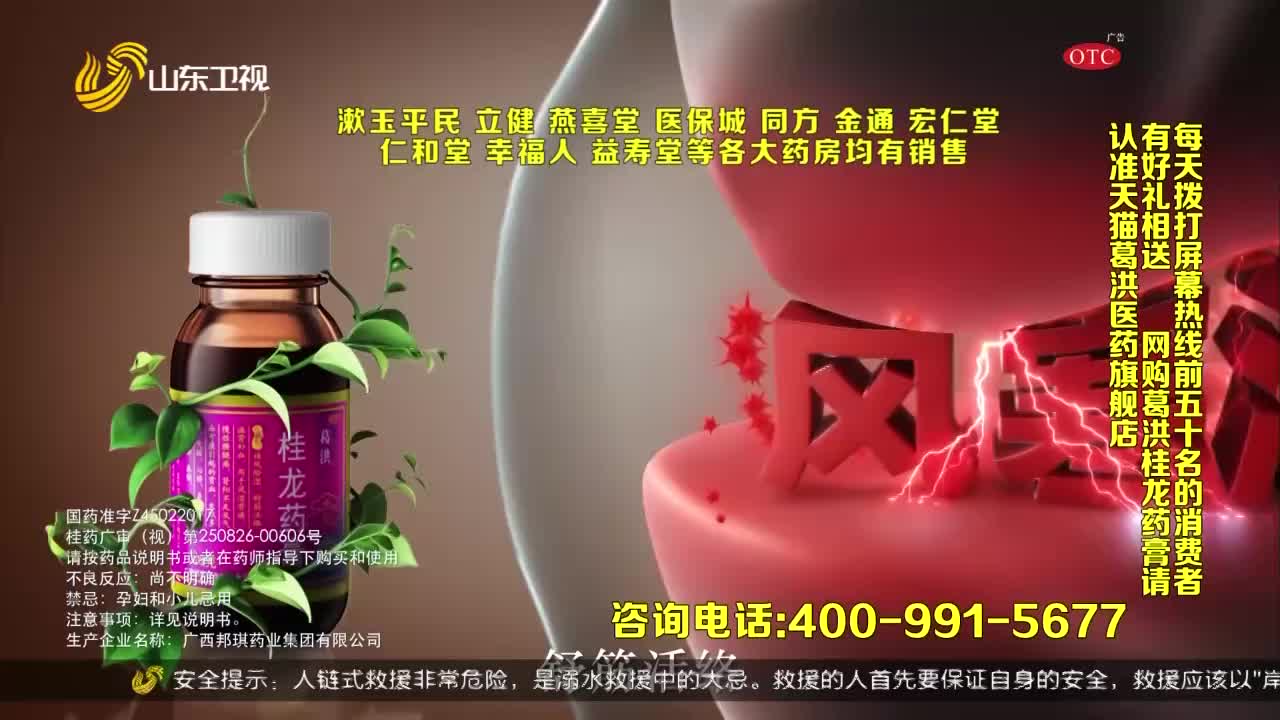 山东卫视
广告
OTC
漱玉平民 立健 燕喜堂 医保城 同方 金通 宏仁堂
仁和堂 幸福人 益寿堂等各大药房均有销售
每天拨打屏幕热线前五十名的消费者
有好礼相送 网购葛洪桂龙药膏请
认准天猫葛洪医药旗舰店
葛洪
桂龙药
风
国药准字Z4502201
桂药广审（视）第250826-00606号
请按药品说明书或者在药师指导下购买和使用
不良反应：尚不明确
禁忌：孕妇和小儿忌用
注意事项：详见说明书。
生产企业名称：广西邦琪药业集团有限公司
咨询电话:400-991-5677
舒筋活络
安全提示：人链式救援非常危险，是溺水救援中的大忌。救援的人首先要保证自身的安全，救援应该以"岸